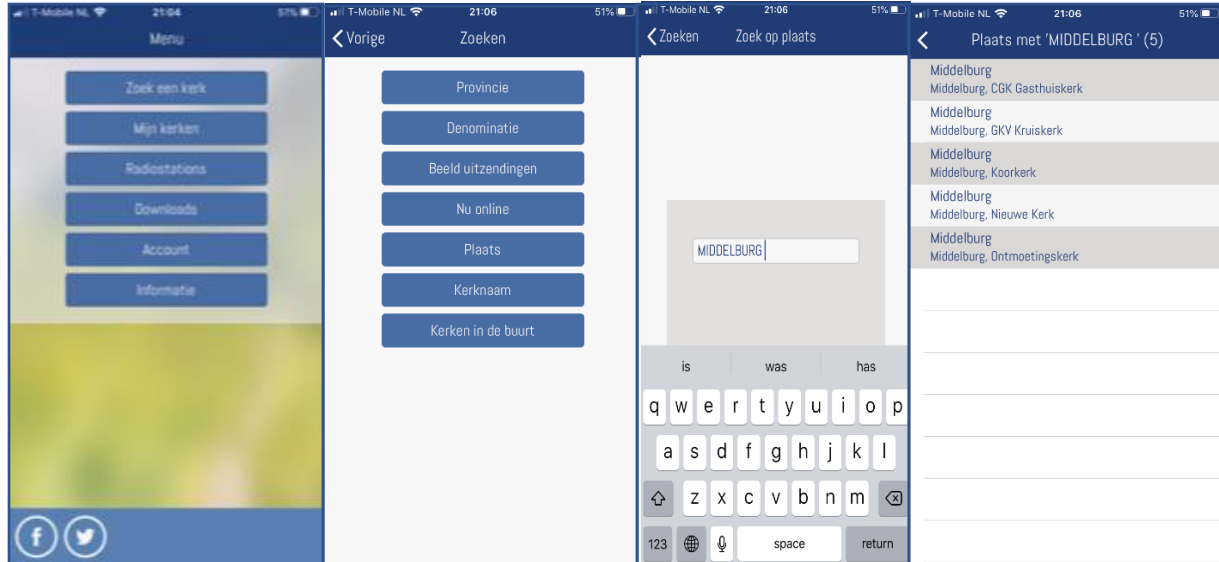 T-Mobile NL 21:04 57%
Menu
Zoek een kerk
Mijn kerken
Radiostations
Downloads
Account
Informatie
f
T-Mobile NL 21:06 51%
Vorige Zoeken
Provincie
Denominatie
Beeld uitzendingen
Nu online
Plaats
Kerknaam
Kerken in de buurt
T-Mobile NL 21:06 51%
Zoeken Zoek op plaats
MIDDELBURG
is was has
q w e r t y u i o p
a s d f g h j k l
z x c v b n m
123 space return
T-Mobile NL 21:06 51%
Plaats met 'MIDDELBURG ' (5)
Middelburg
Middelburg, CGK Gasthuiskerk
Middelburg
Middelburg, GKV Kruiskerk
Middelburg
Middelburg, Koorkerk
Middelburg
Middelburg, Nieuwe Kerk
Middelburg
Middelburg, Ontmoetingskerk